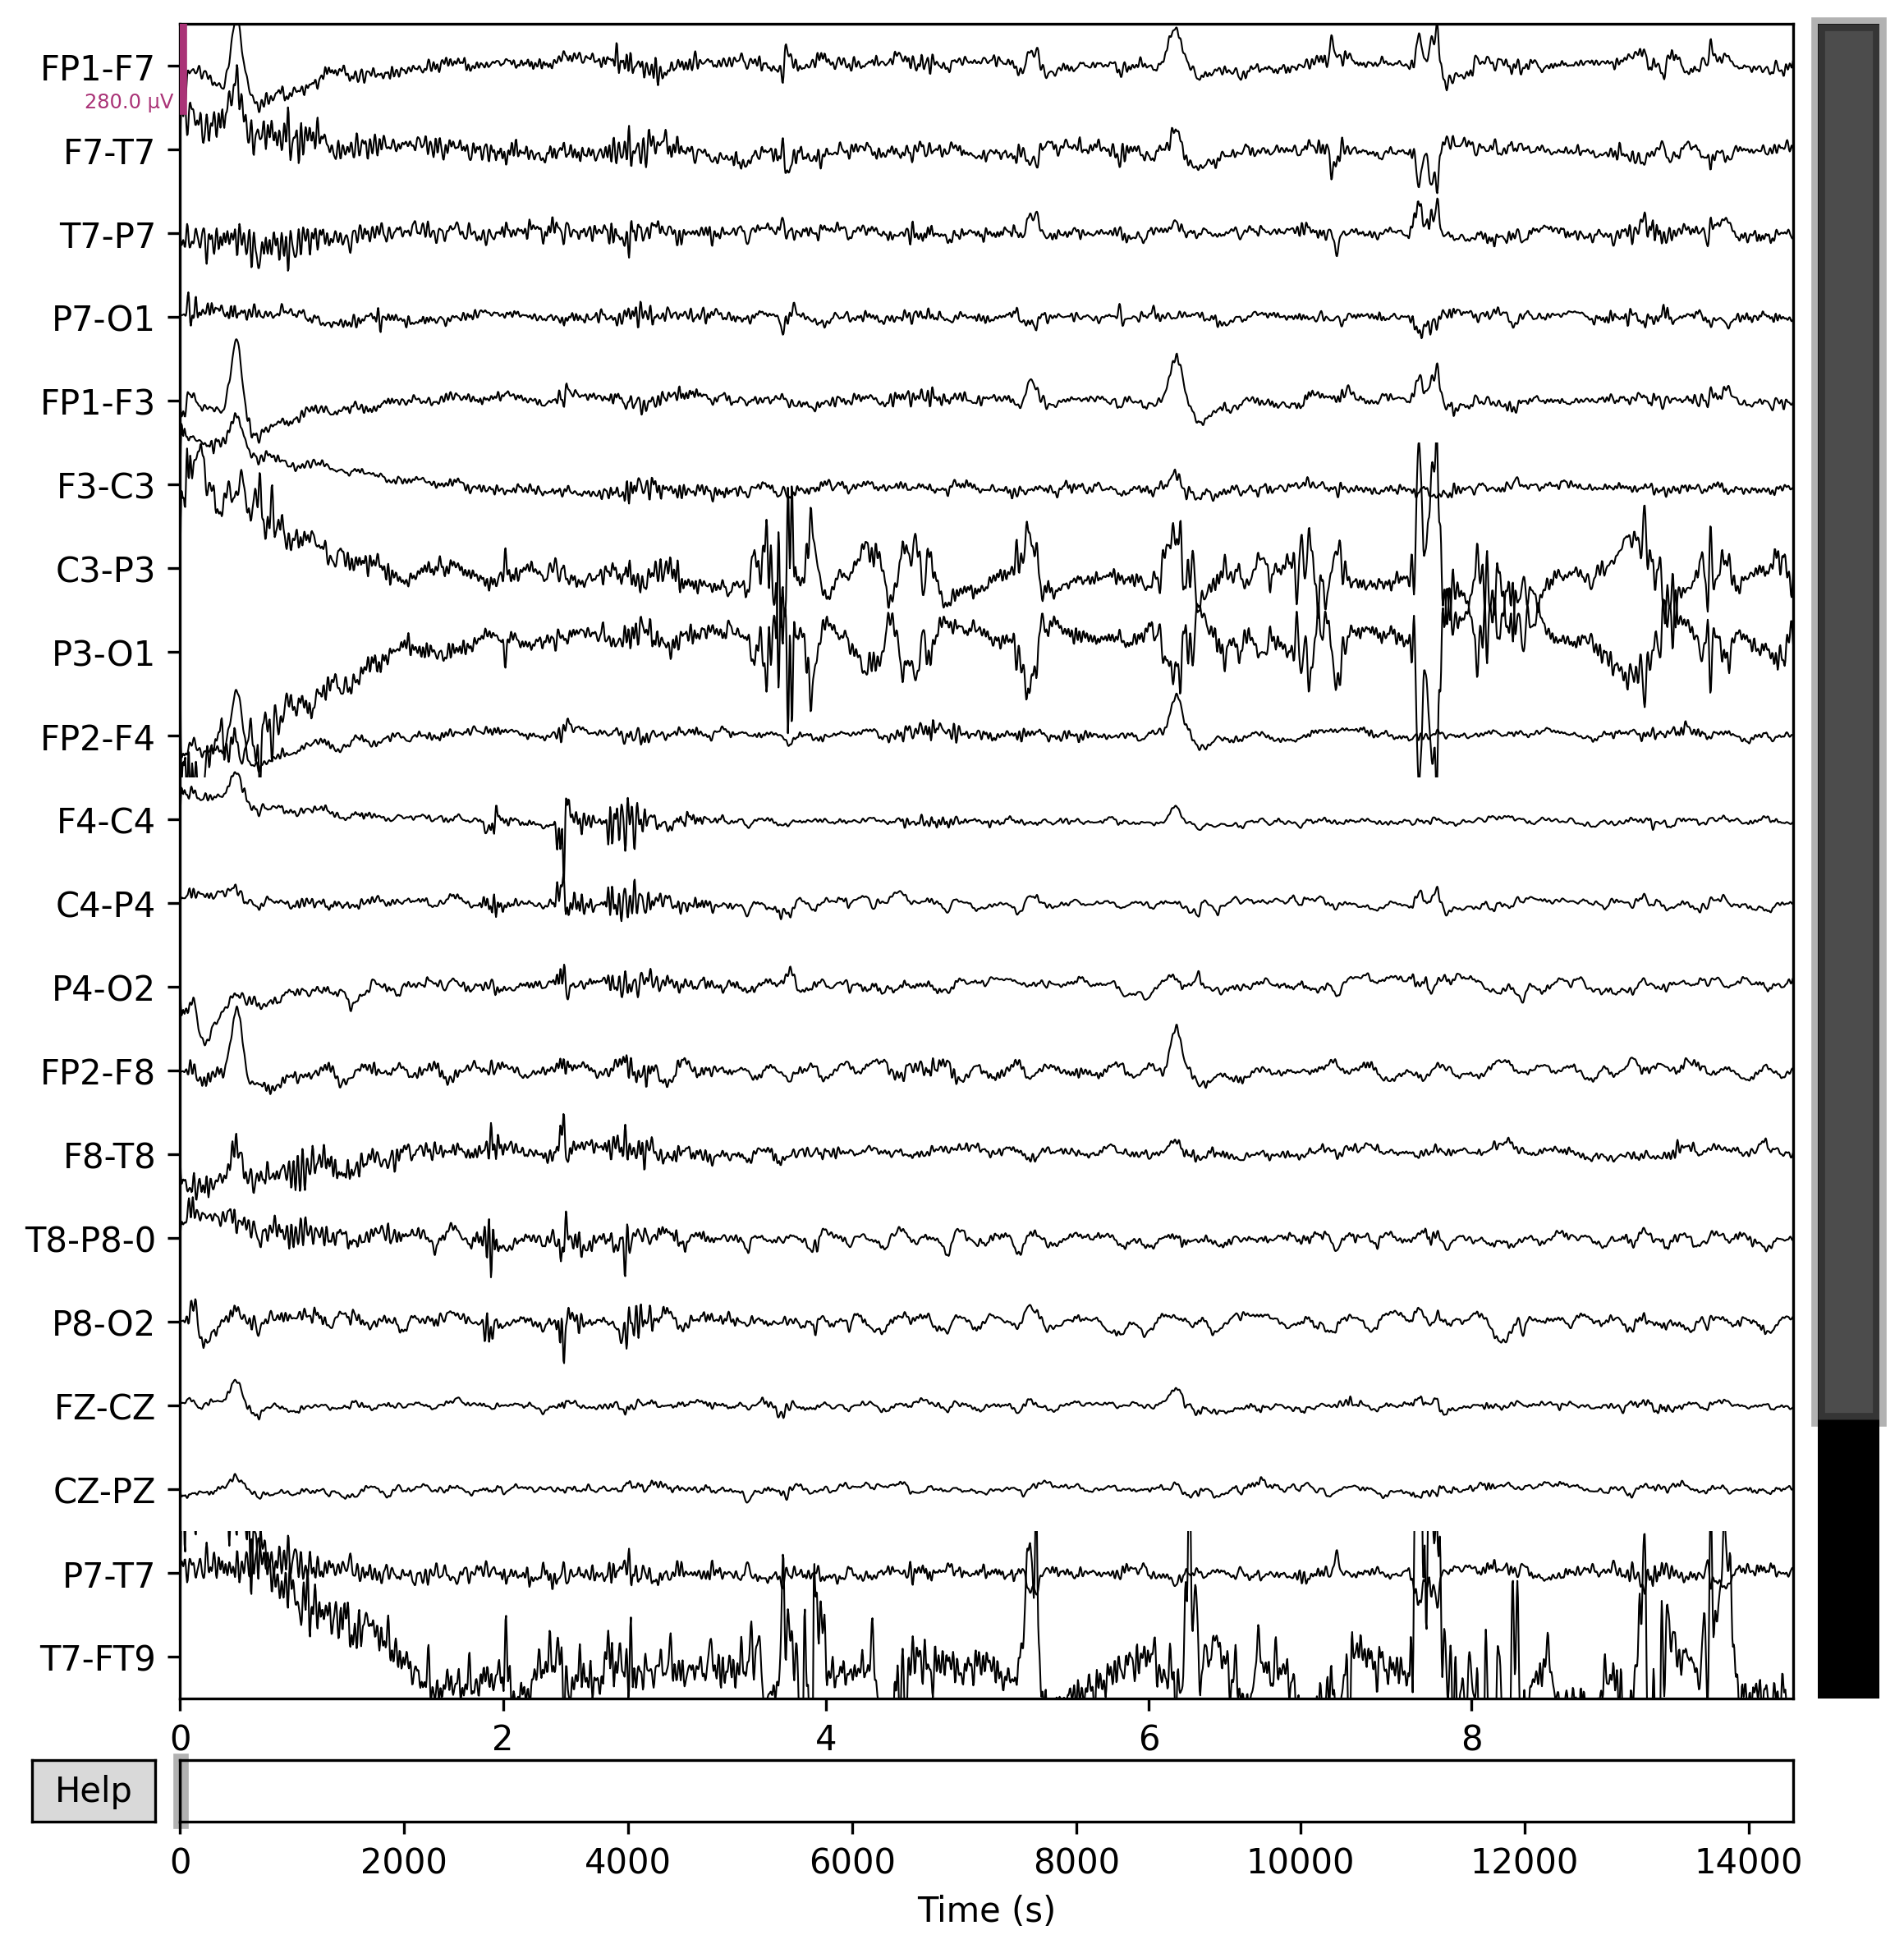 FP1-F7
280.0 µV
F7-T7
T7-P7
P7-O1
FP1-F3
F3-C3
C3-P3
P3-O1
FP2-F4
F4-C4
C4-P4
P4-O2
FP2-F8
F8-T8
T8-P8-0
P8-O2
FZ-CZ
CZ-PZ
P7-T7
T7-FT9
0 2 4 6 8
Help
0 2000 4000 6000 8000 10000 12000 14000
Time (s)